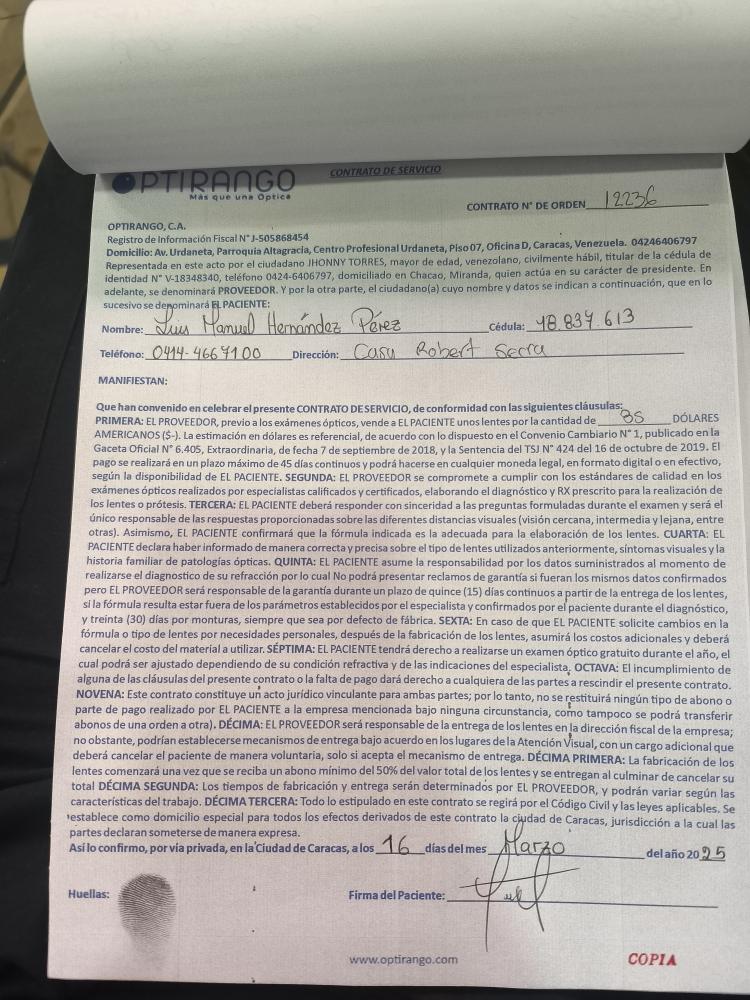 OPTIRANGO
Más que una Óptica
CONTRATO DE SERVICIO
CONTRATO N° DE ORDEN 12236
OPTIRANGO, C.A.
Registro de Información Fiscal N° J-505868454
Domicilio: Av. Urdaneta, Parroquia Altagracia, Centro Profesional Urdaneta, Piso 07, Oficina D, Caracas, Venezuela. 04246406797
Representada en este acto por el ciudadano JHONNY TORRES, mayor de edad, venezolano, civilmente hábil, titular de la cédula de
identidad N° V-18348340, teléfono 0424-6406797, domiciliado en Chacao, Miranda, quien actúa en su carácter de presidente. En
adelante, se denominará PROVEEDOR. Y por la otra parte, el ciudadano(a) cuyo nombre y datos se indican a continuación, que en lo
sucesivo se denominará EL PACIENTE:
Nombre: Luis Manuel Hernández Pérez Cédula: 18.837.613
Teléfono: 0414-4667100 Dirección: Casa Robert Serra
MANIFIESTAN:
Que han convenido en celebrar el presente CONTRATO DE SERVICIO, de conformidad con las siguientes cláusulas:
PRIMERA: EL PROVEEDOR, previo a los exámenes ópticos, vende a EL PACIENTE unos lentes por la cantidad de DÓLARES
AMERICANOS ($-). La estimación en dólares es referencial, de acuerdo con lo dispuesto en el Convenio Cambiario N° 1, publicado en la
Gaceta Oficial N° 6.405, Extraordinaria, de fecha 7 de septiembre de 2018, y la Sentencia del TSJ N° 424 del 16 de octubre de 2019. El
pago se realizará en un plazo máximo de 45 días continuos y podrá hacerse en cualquier moneda legal, en formato digital o en efectivo,
según la disponibilidad de EL PACIENTE. SEGUNDA: EL PROVEEDOR se compromete a cumplir con los estándares de calidad en los
exámenes ópticos realizados por especialistas calificados y certificados, elaborando el diagnóstico y RX prescrito para la realización de
los lentes o prótesis. TERCERA: EL PACIENTE deberá responder con sinceridad a las preguntas formuladas durante el examen y será el
único responsable de las respuestas proporcionadas sobre las diferentes distancias visuales (visión cercana, intermedia y lejana, entre
otras). Asimismo, EL PACIENTE confirmará que la fórmula indicada es la adecuada para la elaboración de los lentes. CUARTA: EL
PACIENTE declara haber informado de manera correcta y precisa sobre el tipo de lentes utilizados anteriormente, síntomas visuales y la
historia familiar de patologías ópticas. QUINTA: EL PACIENTE asume la responsabilidad por los datos suministrados al momento de
realizarse el diagnostico de su refracción por lo cual No podrá presentar reclamos de garantía si fueran los mismos datos confirmados
pero EL PROVEEDOR será responsable de la garantía durante un plazo de quince (15) días continuos a partir de la entrega de los lentes,
si la fórmula resulta estar fuera de los parámetros establecidos por el especialista y confirmados por el paciente durante el diagnóstico,
y treinta (30) días por monturas, siempre que sea por defecto de fábrica. SEXTA: En caso de que EL PACIENTE solicite cambios en la
fórmula o tipo de lentes por necesidades personales, después de la fabricación de los lentes, asumirá los costos adicionales y deberá
cancelar el costo del material a utilizar. SÉPTIMA: EL PACIENTE tendrá derecho a realizarse un examen óptico gratuito durante el año, el
cual podrá ser ajustado dependiendo de su condición refractiva y de las indicaciones del especialista. OCTAVA: El incumplimiento de
alguna de las cláusulas del presente contrato o la falta de pago dará derecho a cualquiera de las partes a rescindir el presente contrato.
NOVENA: Este contrato constituye un acto jurídico vinculante para ambas partes; por lo tanto, no se restituirá ningún tipo de abono o
parte de pago realizado por EL PACIENTE a la empresa mencionada bajo ninguna circunstancia, como tampoco se podrá transferir
abonos de una orden a otra). DÉCIMA: EL PROVEEDOR será responsable de la entrega de los lentes en la dirección fiscal de la empresa;
no obstante, podrían establecerse mecanismos de entrega bajo acuerdo en los lugares de la Atención Visual, con un cargo adicional que
deberá cancelar el paciente de manera voluntaria, solo si acepta el mecanismo de entrega. DÉCIMA PRIMERA: La fabricación de los
lentes comenzará una vez que se reciba un abono mínimo del 50% del valor total de los lentes y se entregan al culminar de cancelar su
total DÉCIMA SEGUNDA: Los tiempos de fabricación y entrega serán determinados por EL PROVEEDOR, y podrán variar según las
características del trabajo. DÉCIMA TERCERA: Todo lo estipulado en este contrato se regirá por el Código Civil y las leyes aplicables. Se
establece como domicilio especial para todos los efectos derivados de este contrato la ciudad de Caracas, jurisdicción a la cual las
partes declaran someterse de manera expresa.
Así lo confirmo, por vía privada, en la Ciudad de Caracas, a los 16 días del mes Marzo del año 2025
Huellas: Firma del Paciente:
www.optirango.com
COPIA